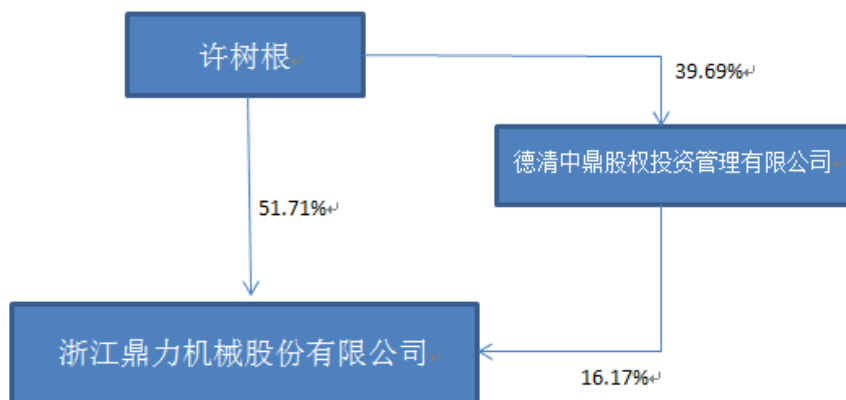 许树根
39.69%
德清中鼎股权投资管理有限公司
51.71%
浙江鼎力机械股份有限公司
16.17%